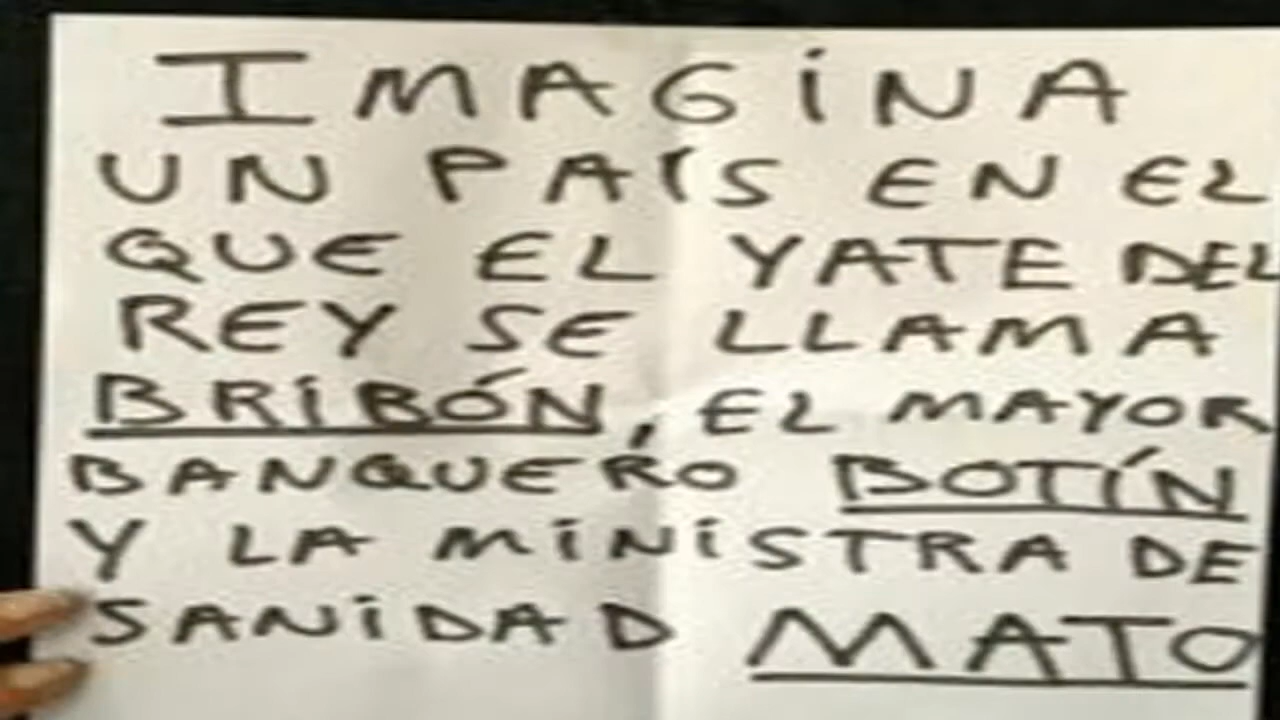 IMAGINA
UN PAÍS EN EL
QUE EL YATE DEL
REY SE LLAMA
BRIBÓN, EL MAYOR
BANQUERO BOTÍN
Y LA MINISTRA DE
SANIDAD MATO